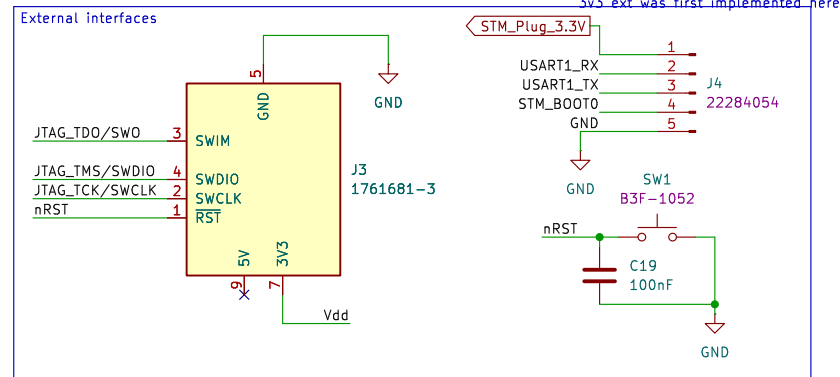 3v3 ext was first implemented here
External interfaces
STM_Plug_3.3V
1
USART1_RX 2
USART1_TX 3
STM_BOOT0 4
GND 5
J4
22284054
GND
5
GND
GND
JTAG_TDO/SWO 3 SWIM
JTAG_TMS/SWDIO 4 SWDIO
JTAG_TCK/SWCLK 2 SWCLK
nRST 1 RST
J3
1761681-3
5V
3V3
9
7
Vdd
SW1
B3F-1052
nRST
C19
100nF
GND